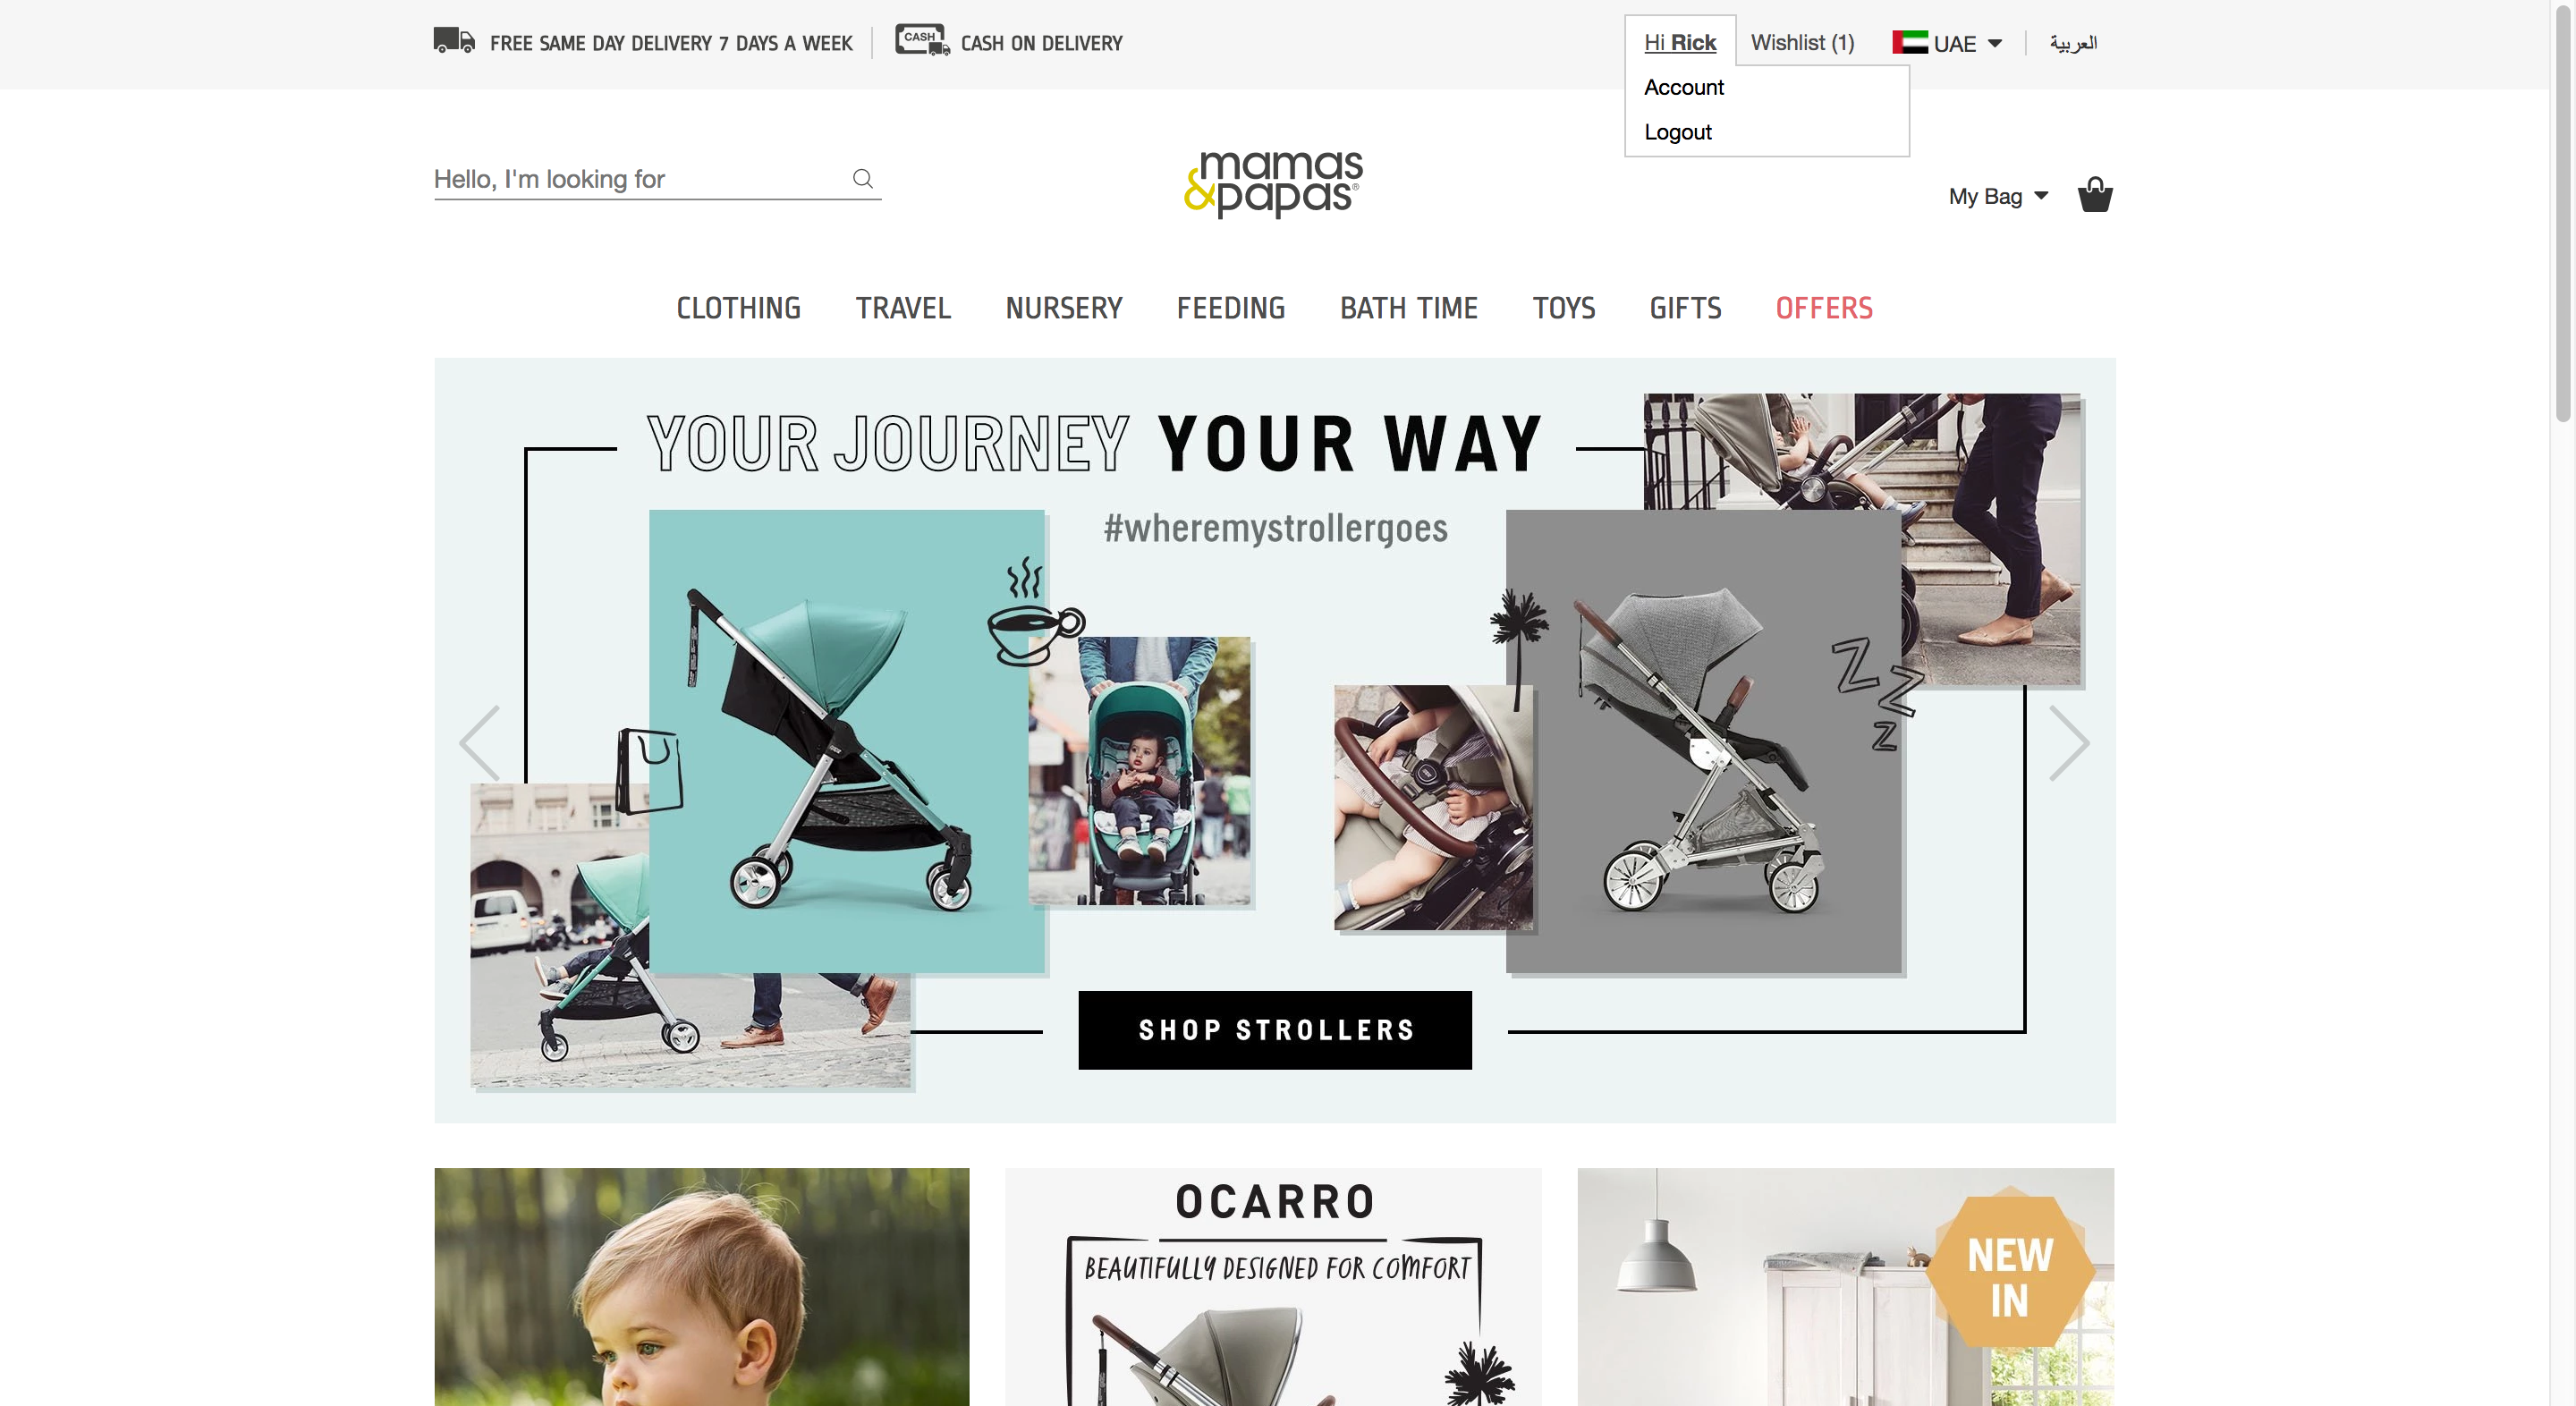 FREE SAME DAY DELIVERY 7 DAYS A WEEK
CASH
CASH ON DELIVERY
Hi Rick
Wishlist (1)
UAE
العربية
Account
Logout
Hello, I'm looking for
mamas
&papas®
My Bag
CLOTHING TRAVEL NURSERY FEEDING BATH TIME TOYS GIFTS OFFERS
YOUR JOURNEY YOUR WAY
#wheremystrollergoes
Z
Z
Z
SHOP STROLLERS
OCARRO
BEAUTIFULLY DESIGNED FOR COMFORT
NEW
IN